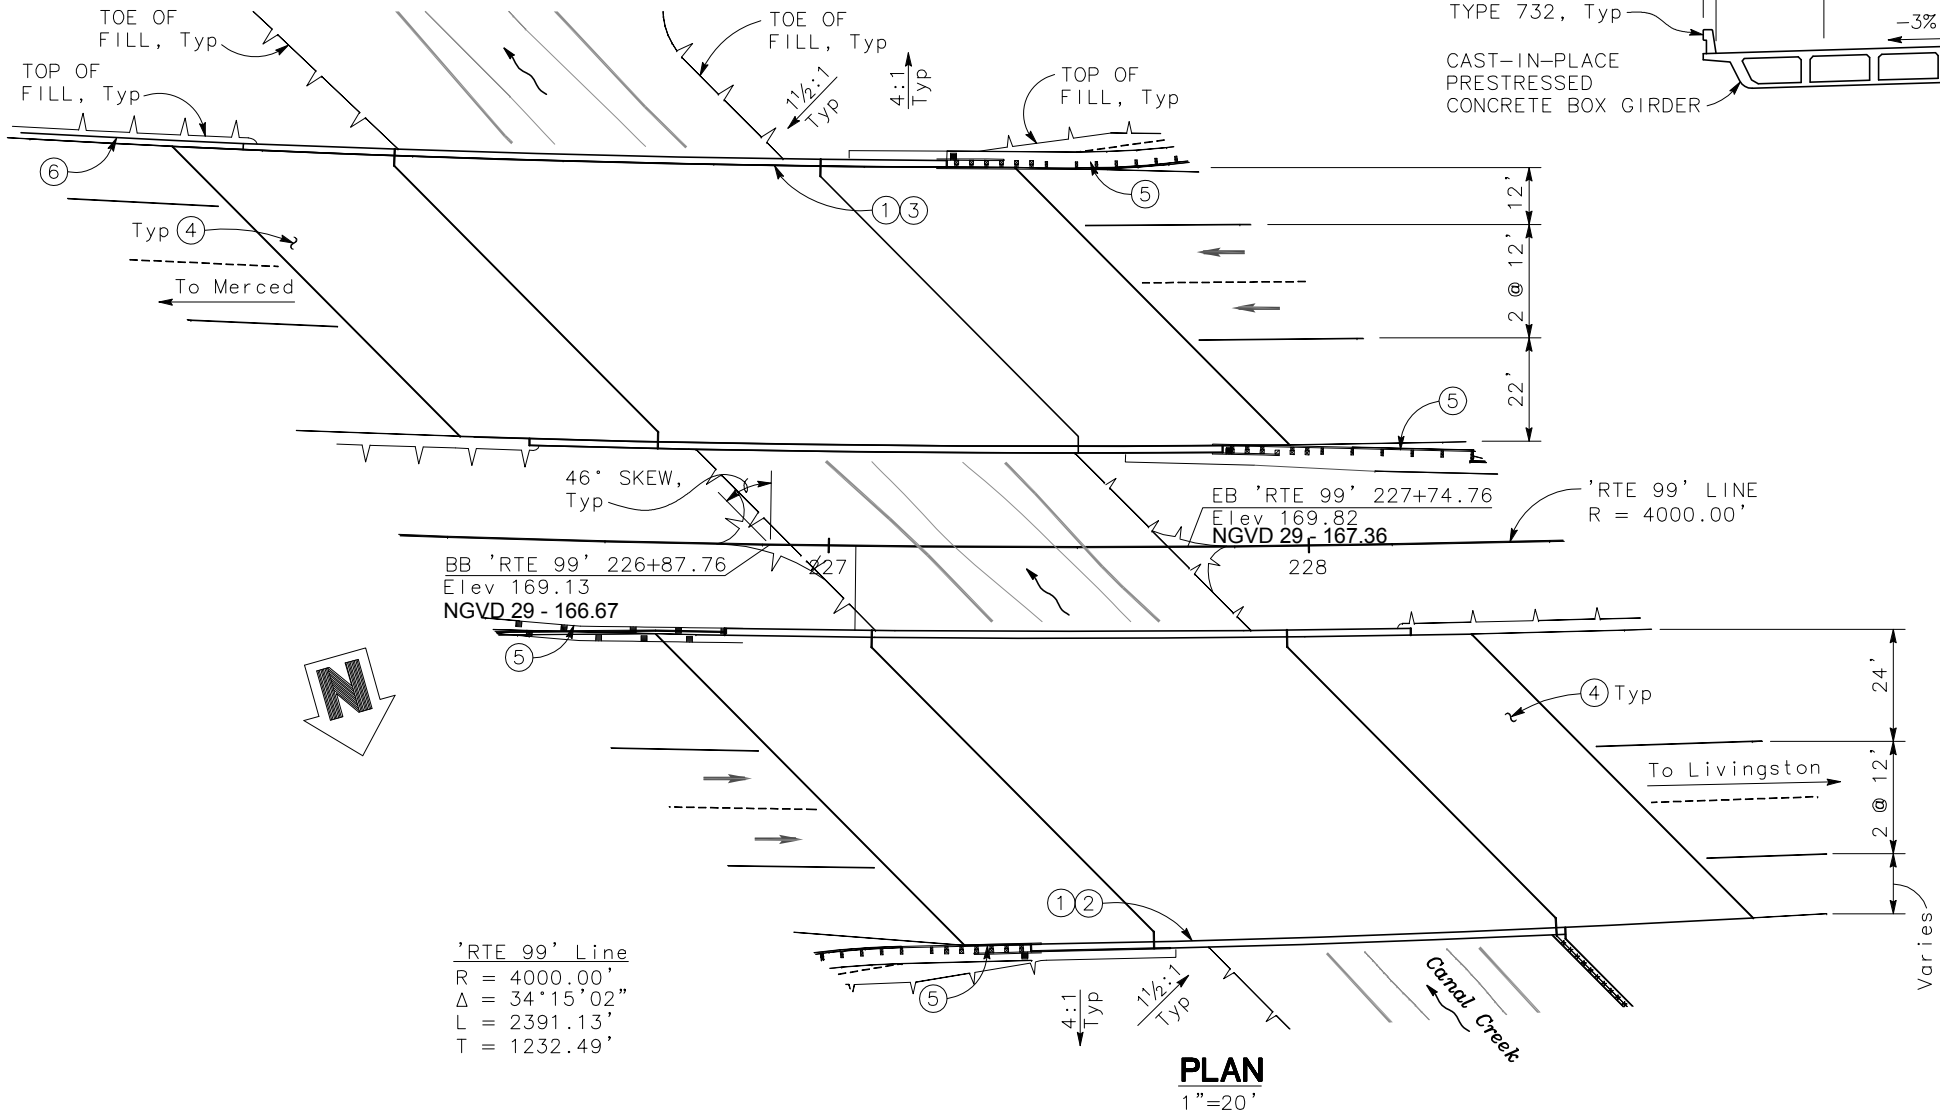 TOE OF
FILL, Typ
TOE OF
FILL, Typ
TOP OF
FILL, Typ
1½:1
Typ
4:1
Typ
TOP OF
FILL, Typ
TYPE 732, Typ
-3%
CAST-IN-PLACE
PRESTRESSED
CONCRETE BOX GIRDER
6
1 3
5
12'
Typ 4
To Merced
2 @ 12'
22'
5
46° SKEW,
Typ
EB 'RTE 99' 227+74.76
Elev 169.82
NGVD 29 - 167.36
'RTE 99' LINE
R = 4000.00'
BB 'RTE 99' 226+87.76
Elev 169.13
NGVD 29 - 166.67
227
228
5
N
4 Typ
24'
To Livingston
2 @ 12'
1 2
Varies
'RTE 99' Line
R = 4000.00'
Δ = 34°15'02"
L = 2391.13'
T = 1232.49'
5
4:1
Typ
1½:1
Typ
Canal Creek
PLAN
1"=20'